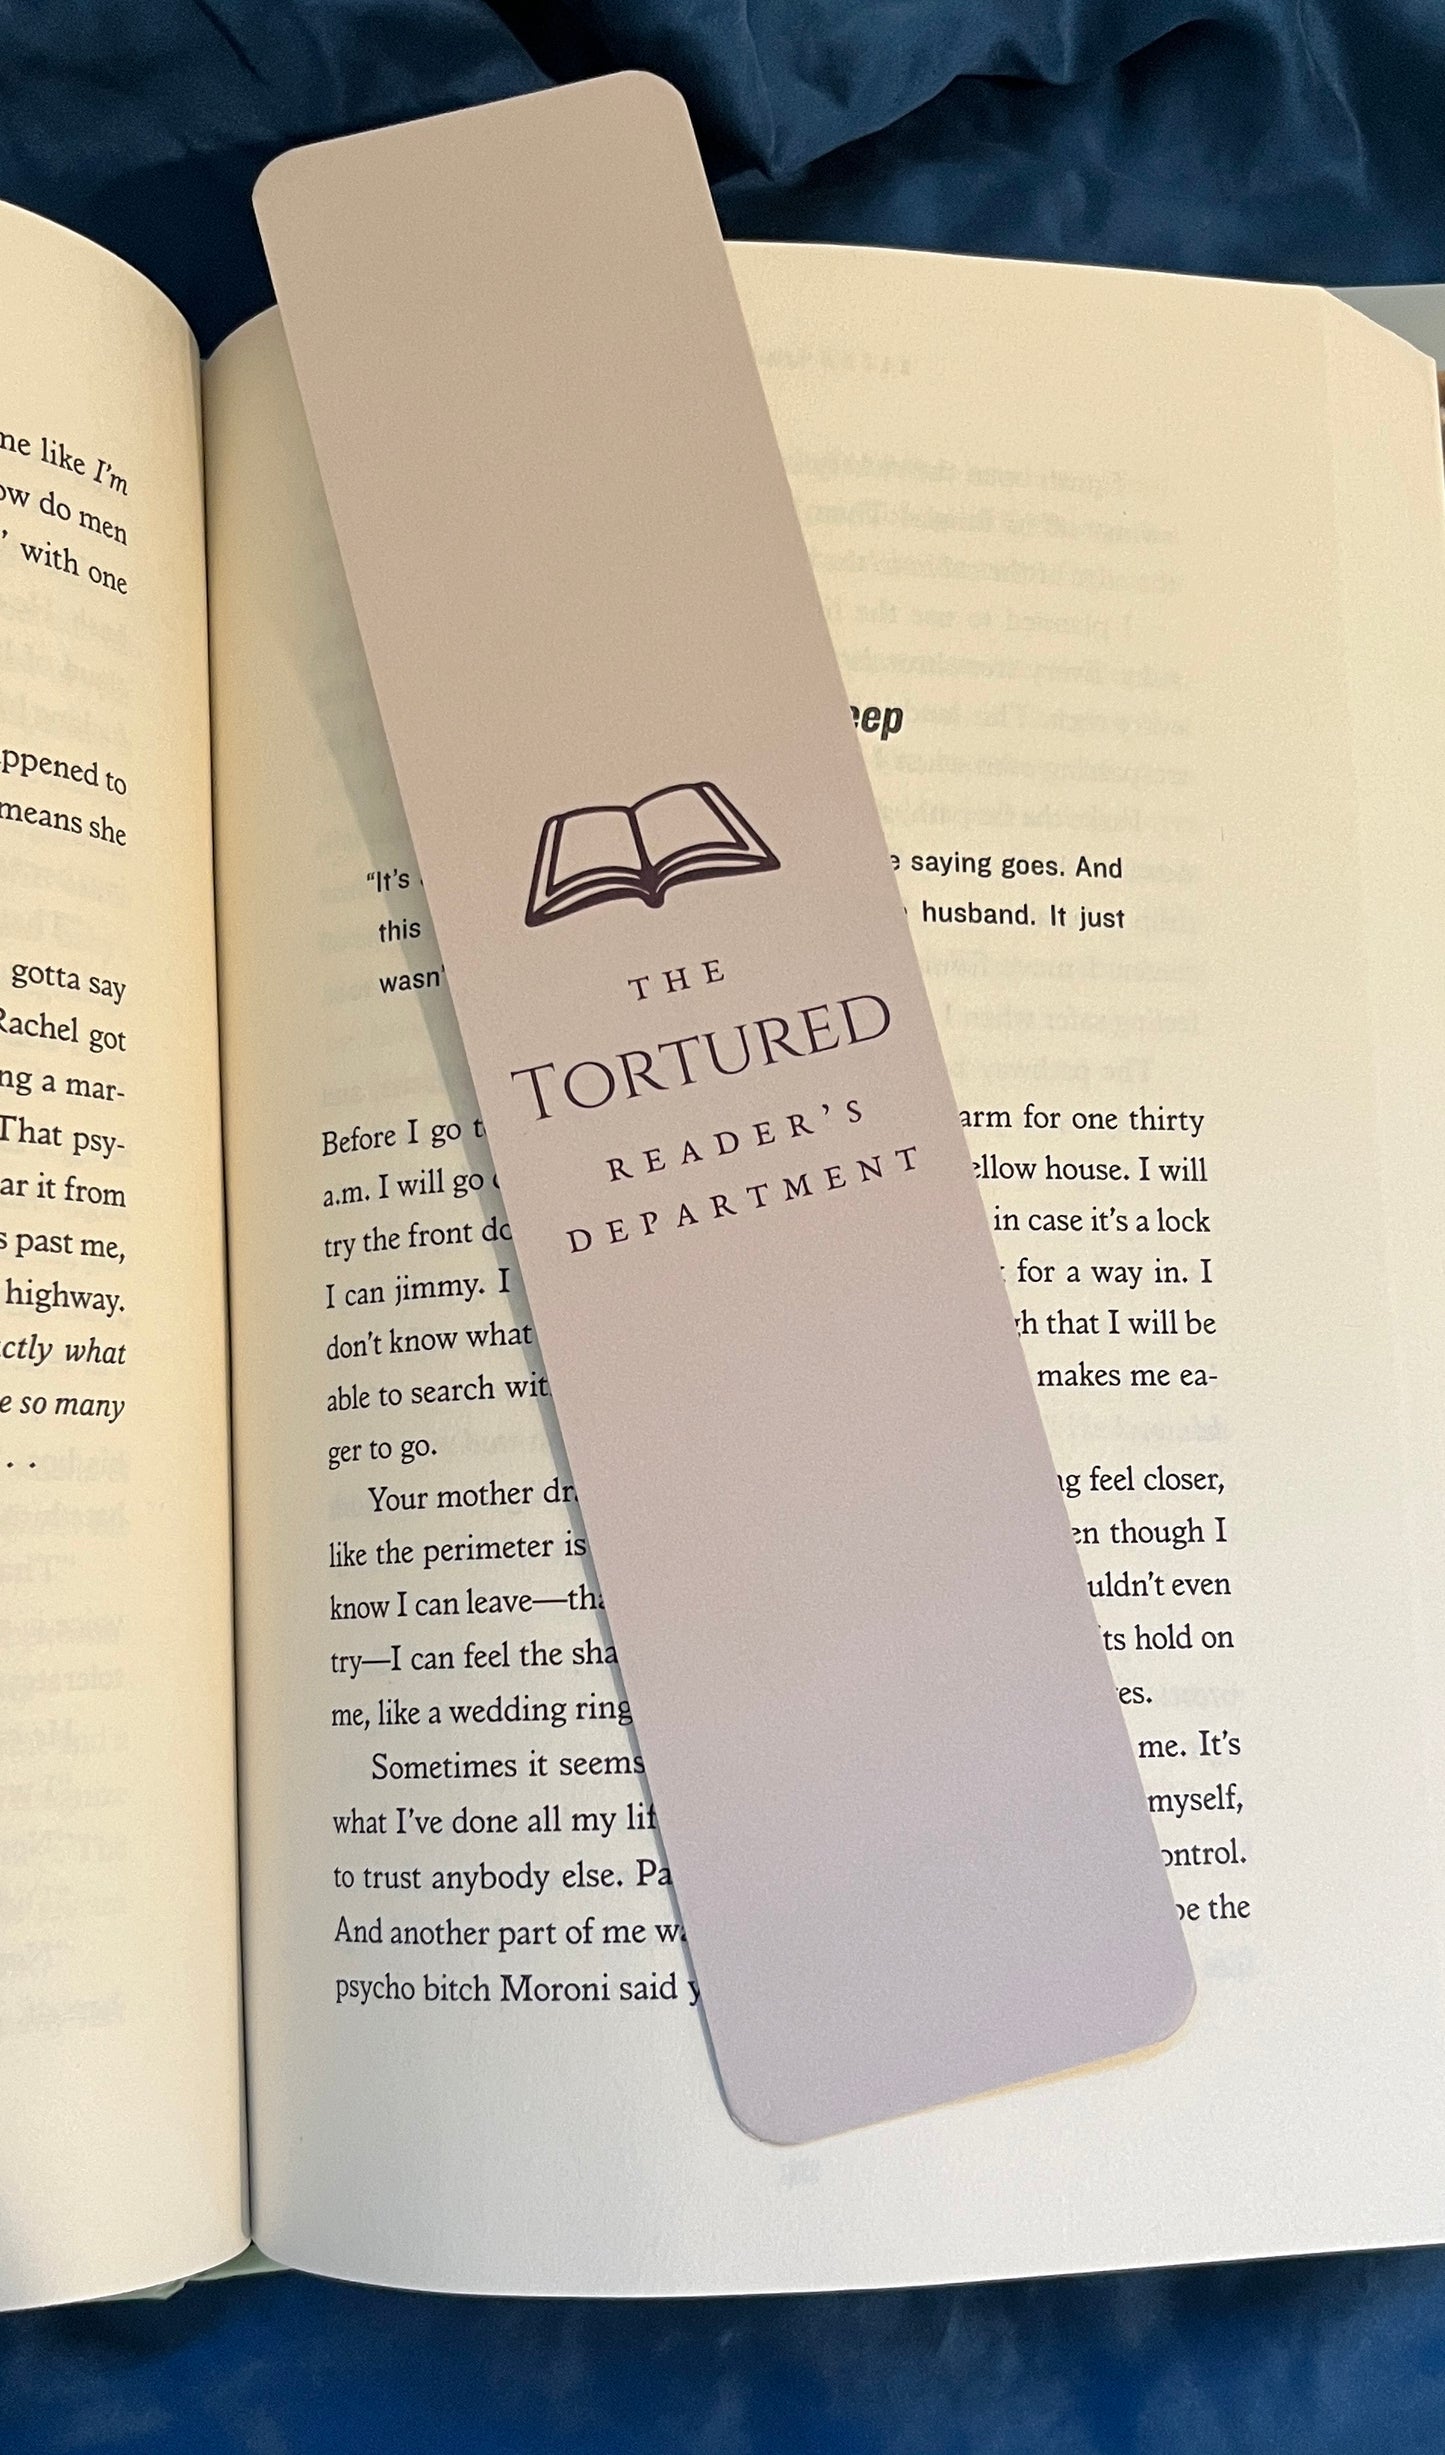 me like I'm
ow do men
' with one
ppened to
means she
gotta say
Rachel got
ng a mar-
That psy-
ar it from
s past me,
highway.
ctly what
e so many
. .
THE
TORTURED
READER'S
DEPARTMENT
eep
"It's saying goes. And
this husband. It just
wasn'
Before I go arm for one thirty
a.m. I will go ellow house. I will
try the front do in case it's a lock
I can jimmy. I for a way in. I
don't know what gh that I will be
able to search wit makes me ea-
ger to go.
Your mother dr ng feel closer,
like the perimeter is en though I
know I can leave—tha uldn't even
try—I can feel the sha ts hold on
me, like a wedding ring es.
Sometimes it seems me. It's
what I've done all my lif myself,
to trust anybody else. Pa ontrol.
And another part of me wa be the
psycho bitch Moroni said y